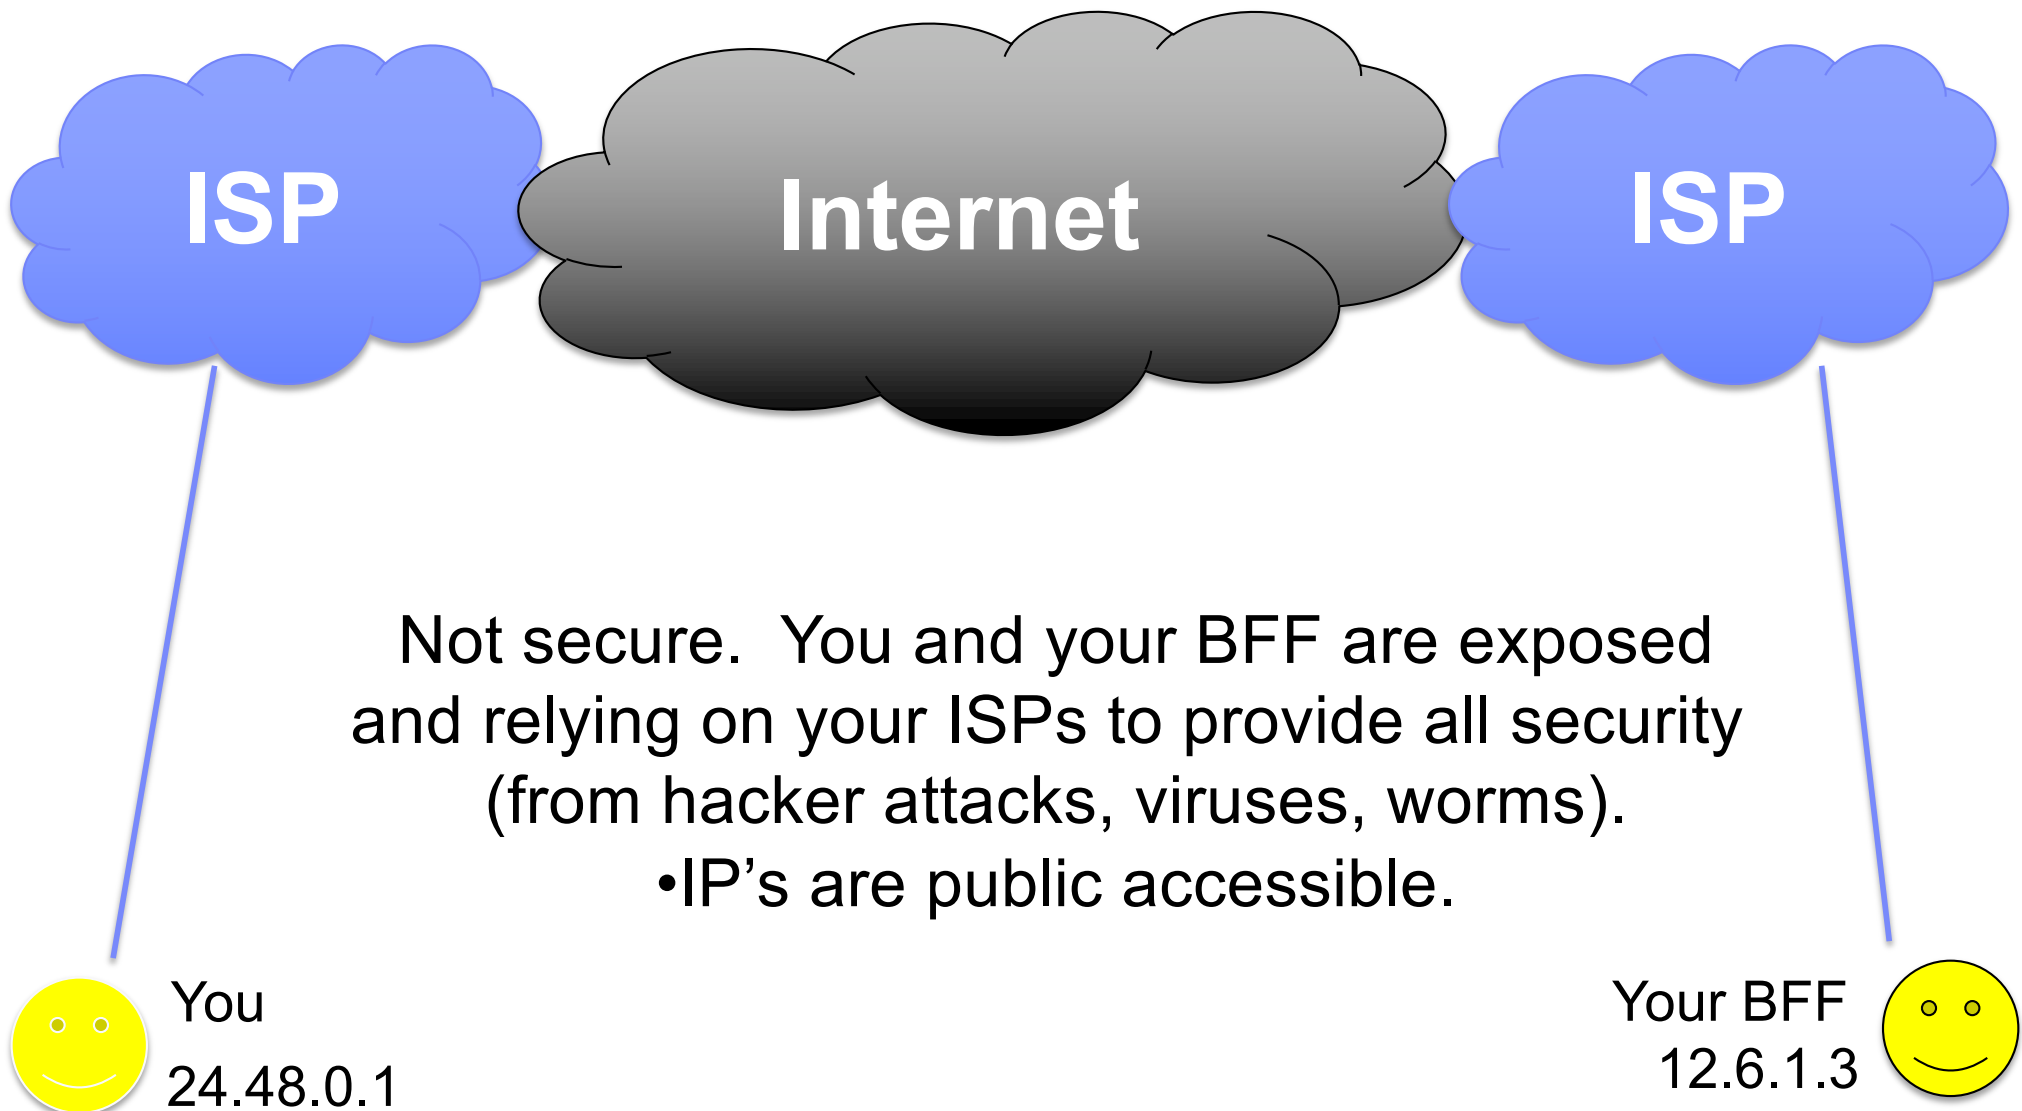 ISP
Internet
ISP
Not secure.  You and your BFF are exposed
and relying on your ISPs to provide all security
(from hacker attacks, viruses, worms).
•IP’s are public accessible.
You
24.48.0.1
Your BFF
12.6.1.3